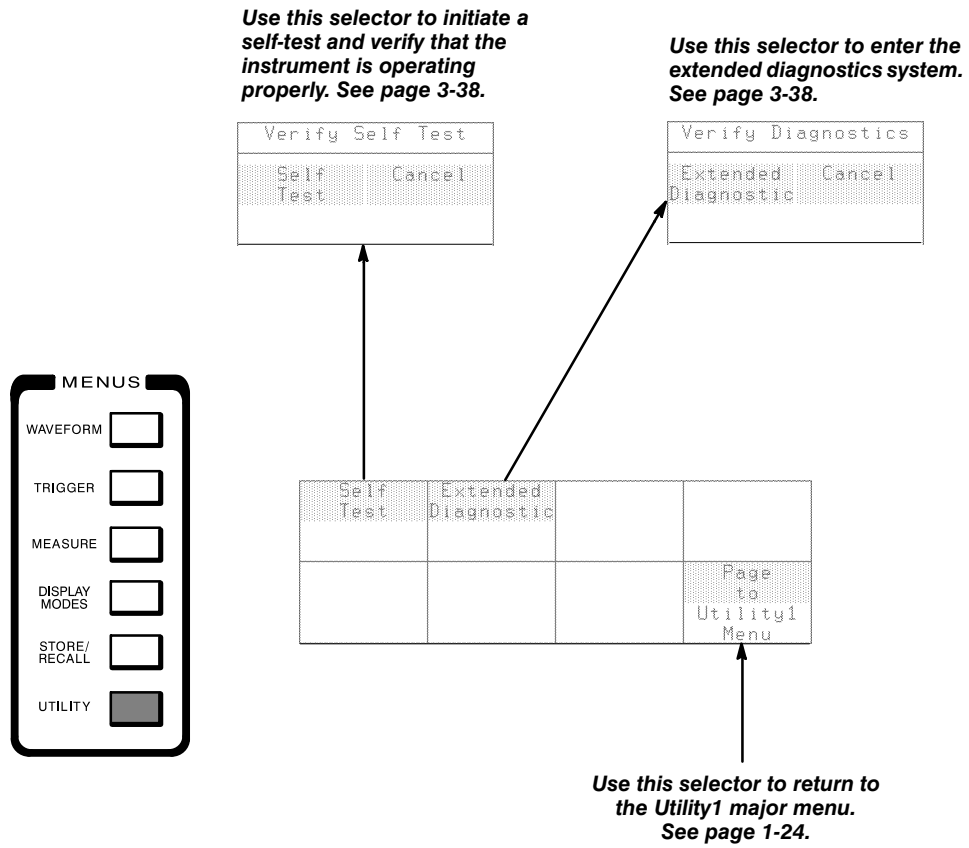 Use this selector to initiate a
self-test and verify that the
instrument is operating
properly. See page 3-38.
Use this selector to enter the
extended diagnostics system.
See page 3-38.
Verify Self Test
Self
Test
Cancel
Verify Diagnostics
Extended
Diagnostic
Cancel
MENUS
WAVEFORM
TRIGGER
MEASURE
DISPLAY
MODES
STORE/
RECALL
UTILITY
Self
Test
Extended
Diagnostic
Page
to
Utility1
Menu
Use this selector to return to
the Utility1 major menu.
See page 1-24.